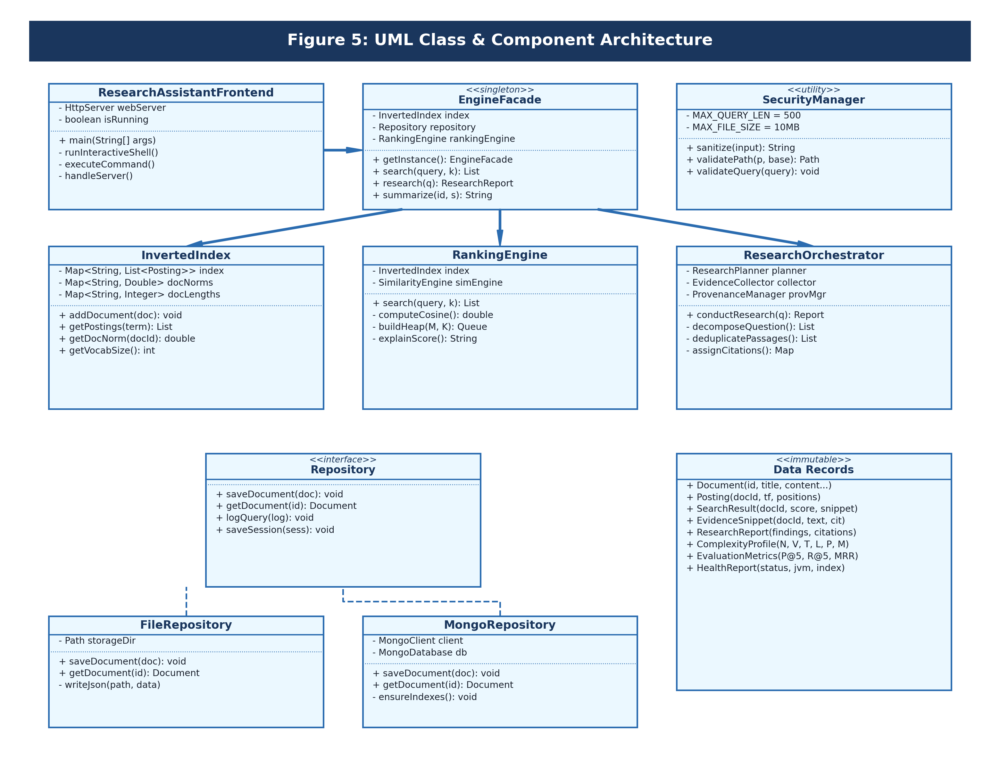 Figure 5: UML Class & Component Architecture
ResearchAssistantFrontend
- HttpServer webServer
- boolean isRunning
+ main(String[] args)
- runInteractiveShell()
- executeCommand()
- handleServer()
<<singleton>>
EngineFacade
- InvertedIndex index
- Repository repository
- RankingEngine rankingEngine
+ getInstance(): EngineFacade
+ search(query, k): List
+ research(q): ResearchReport
+ summarize(id, s): String
<<utility>>
SecurityManager
- MAX_QUERY_LEN = 500
- MAX_FILE_SIZE = 10MB
+ sanitize(input): String
+ validatePath(p, base): Path
+ validateQuery(query): void
InvertedIndex
- Map<String, List<Posting>> index
- Map<String, Double> docNorms
- Map<String, Integer> docLengths
+ addDocument(doc): void
+ getPostings(term): List
+ getDocNorm(docId): double
+ getVocabSize(): int
RankingEngine
- InvertedIndex index
- SimilarityEngine simEngine
+ search(query, k): List
- computeCosine(): double
- buildHeap(M, K): Queue
- explainScore(): String
ResearchOrchestrator
- ResearchPlanner planner
- EvidenceCollector collector
- ProvenanceManager provMgr
+ conductResearch(q): Report
- decomposeQuestion(): List
- deduplicatePassages(): List
- assignCitations(): Map
<<interface>>
Repository
+ saveDocument(doc): void
+ getDocument(id): Document
+ logQuery(log): void
+ saveSession(sess): void
<<immutable>>
Data Records
+ Document(id, title, content...)
+ Posting(docId, tf, positions)
+ SearchResult(docId, score, snippet)
+ EvidenceSnippet(docId, text, cit)
+ ResearchReport(findings, citations)
+ ComplexityProfile(N, V, T, L, P, M)
+ EvaluationMetrics(P@5, R@5, MRR)
+ HealthReport(status, jvm, index)
FileRepository
- Path storageDir
+ saveDocument(doc): void
+ getDocument(id): Document
- writeJson(path, data)
MongoRepository
- MongoClient client
- MongoDatabase db
+ saveDocument(doc): void
+ getDocument(id): Document
- ensureIndexes(): void